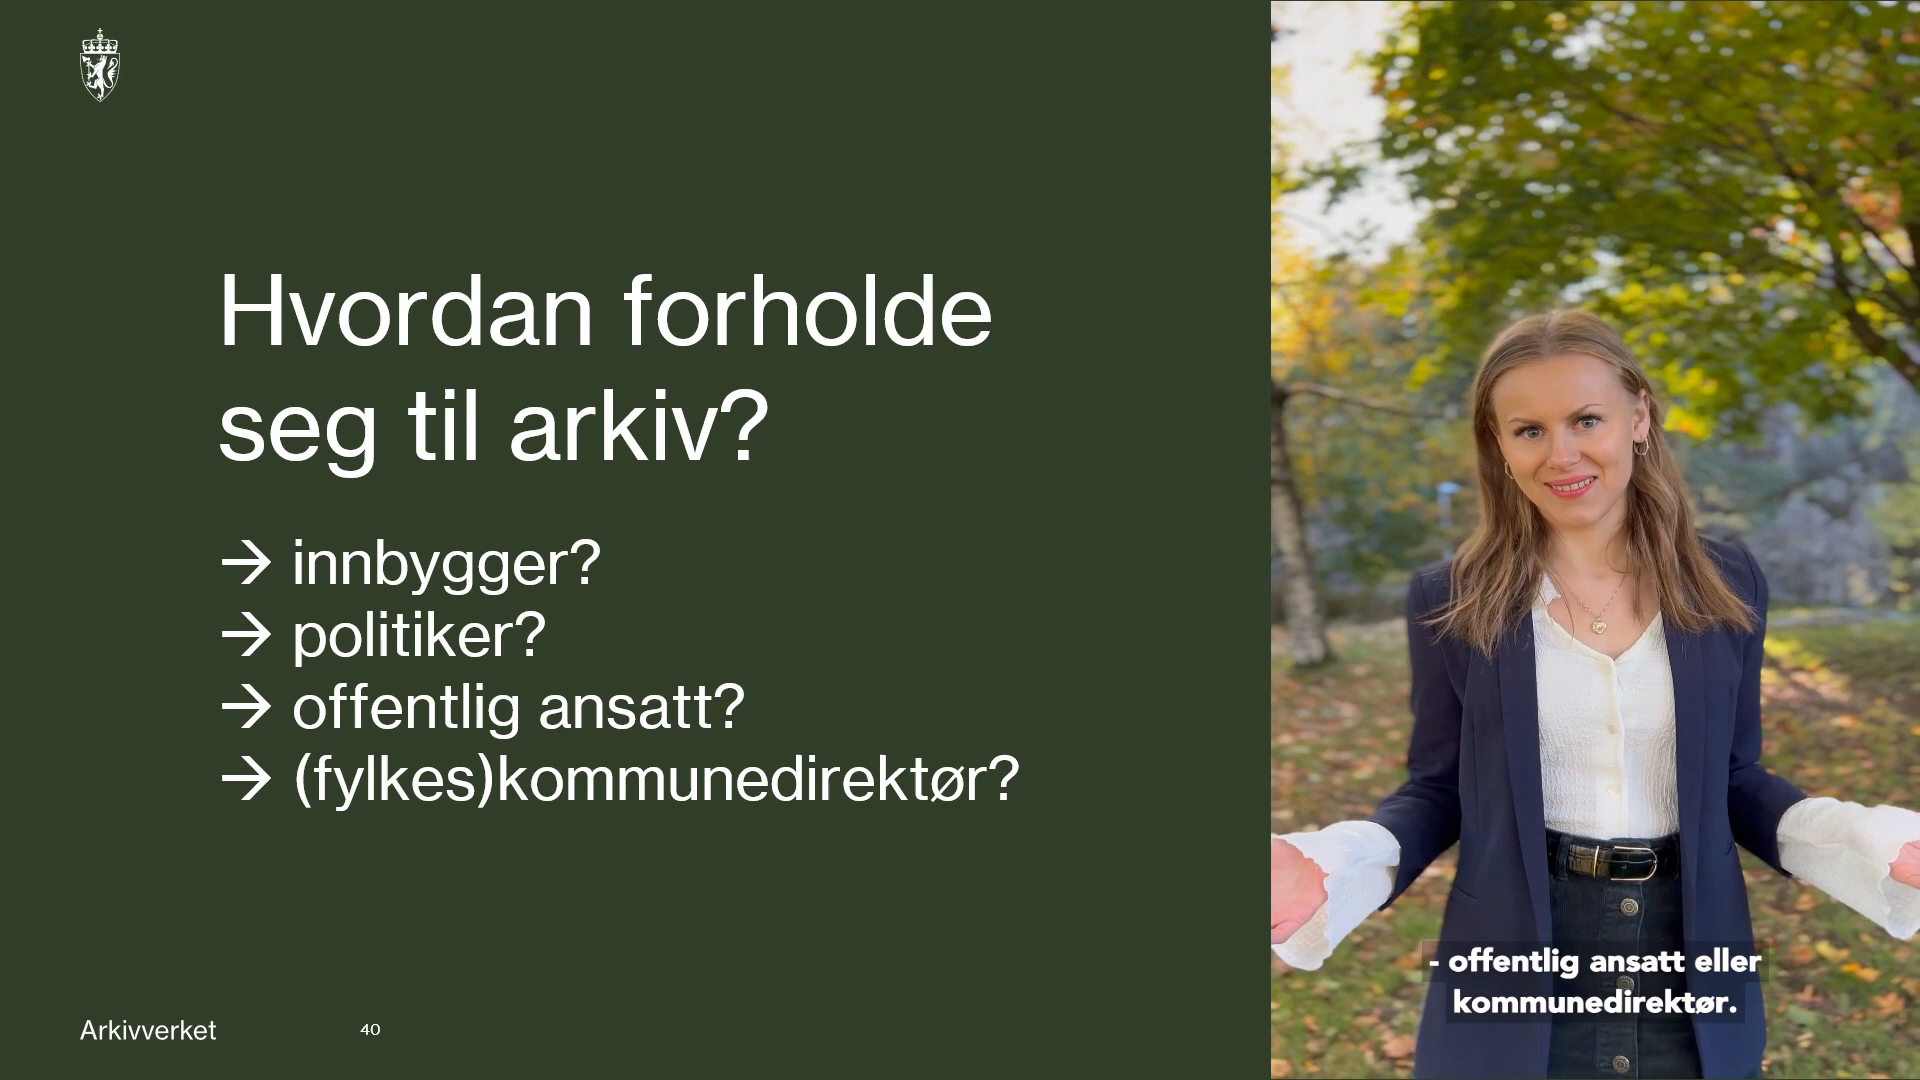 Hvordan forholde
seg til arkiv?
→ innbygger?
→ politiker?
→ offentlig ansatt?
→ (fylkes)kommunedirektør?
- offentlig ansatt eller
kommunedirektør.
Arkivverket
40